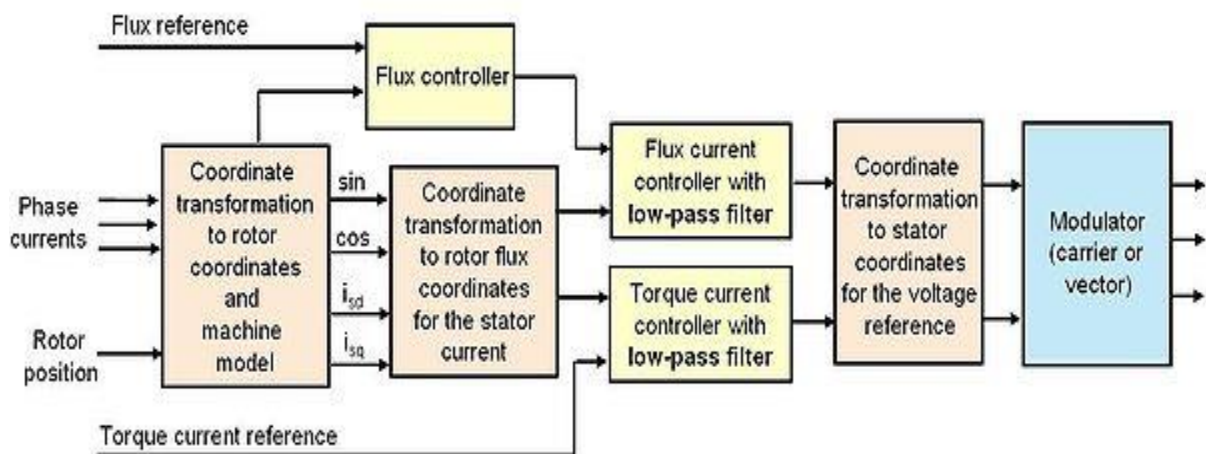 Flux reference
Flux controller
Phase
currents
Rotor
position
Coordinate
transformation
to rotor
coordinates
and
machine
model
sin
cos
isd
isq
Coordinate
transformation
to rotor flux
coordinates
for the stator
current
Flux current
controller with
low-pass filter
Torque current
controller with
low-pass filter
Coordinate
transformation
to stator
coordinates
for the voltage
reference
Modulator
(carrier or
vector)
Torque current reference